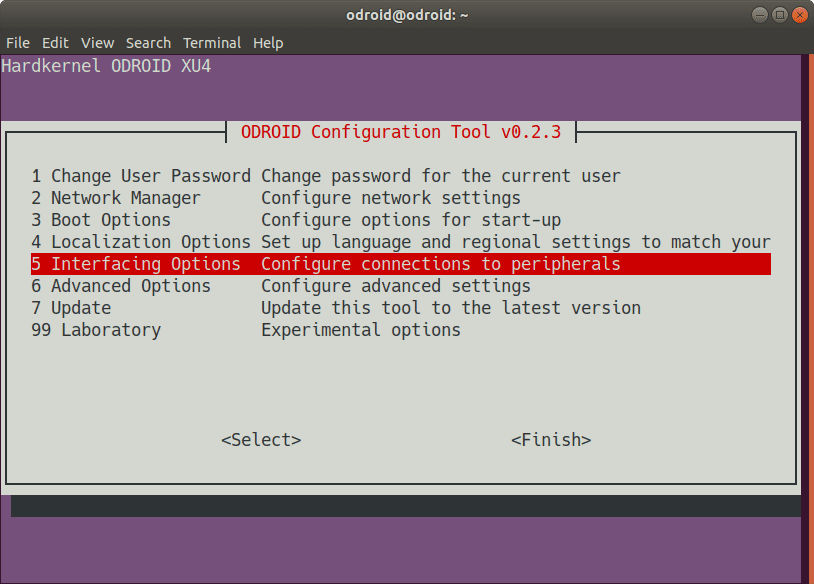 odroid@odroid: ~
File Edit View Search Terminal Help
Hardkernel ODROID XU4
ODROID Configuration Tool v0.2.3
1 Change User Password Change password for the current user
2 Network Manager Configure network settings
3 Boot Options Configure options for start-up
4 Localization Options Set up language and regional settings to match your
5 Interfacing Options Configure connections to peripherals
6 Advanced Options Configure advanced settings
7 Update Update this tool to the latest version
99 Laboratory Experimental options
<Select> <Finish>